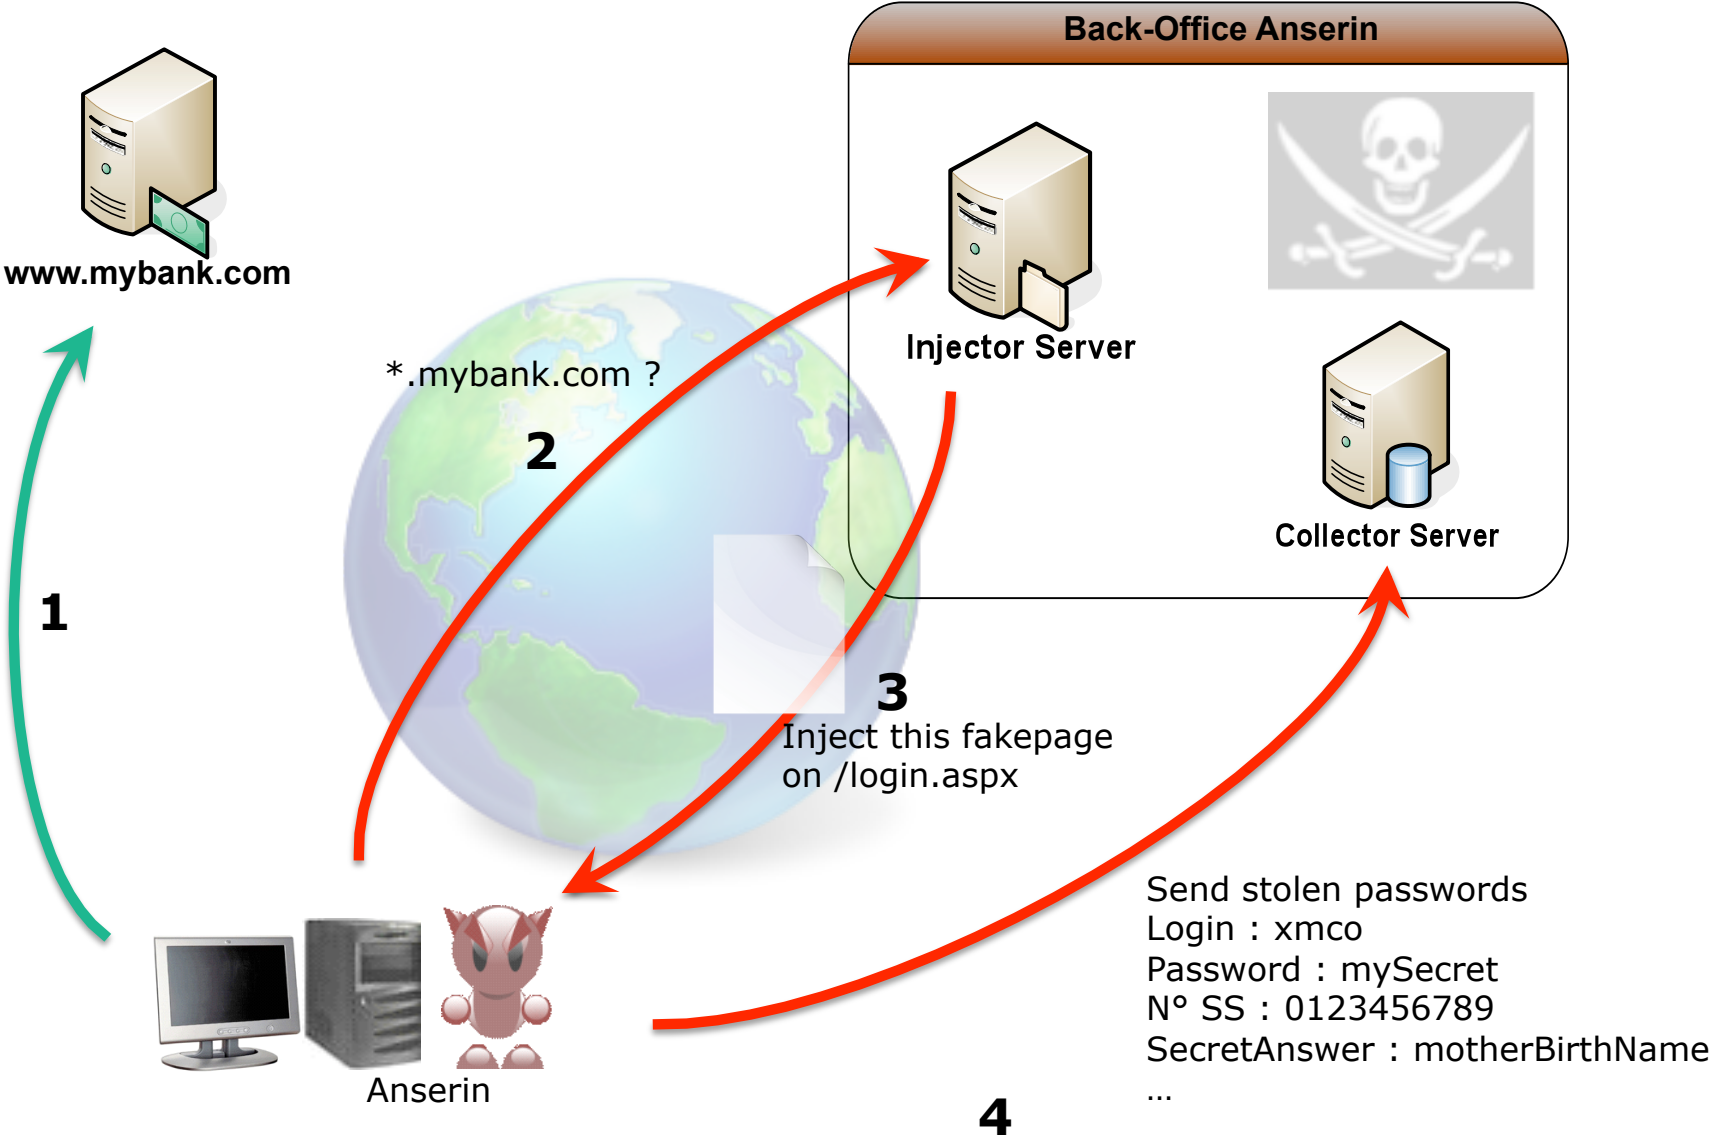 Back-Office Anserin
www.mybank.com
Injector Server
*.mybank.com ?
2
Collector Server
1
3
Inject this fakepage
on /login.aspx
Send stolen passwords
Login : xmco
Password : mySecret
N° SS : 0123456789
SecretAnswer : motherBirthName
...
Anserin
4